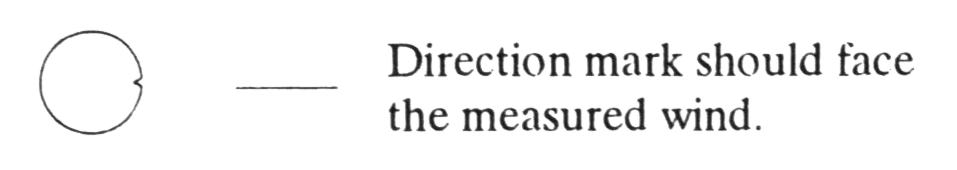 Direction mark should face
the measured wind.